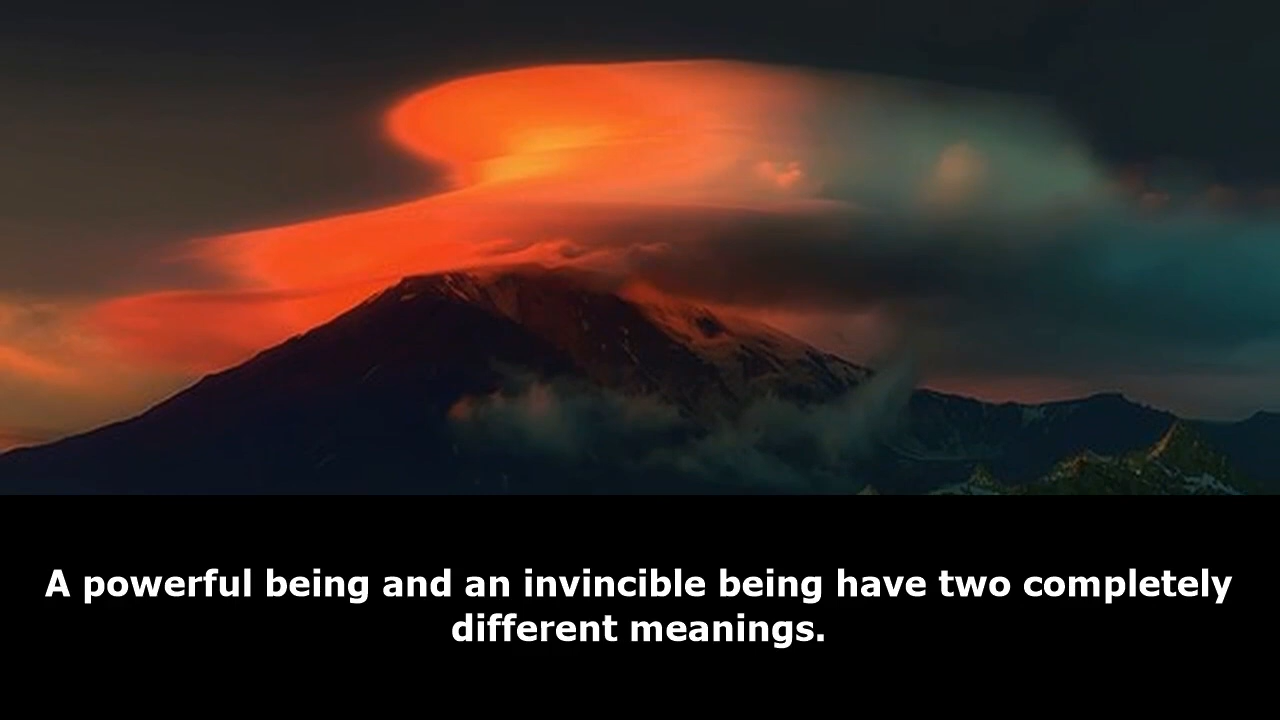 A powerful being and an invincible being have two completely
different meanings.